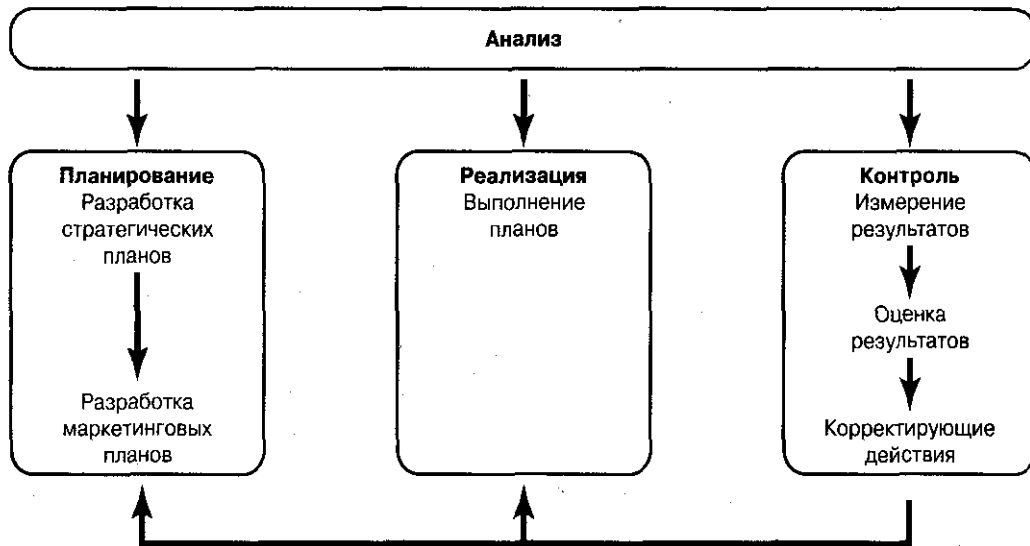 Анализ
Планирование
Разработка
стратегических
планов
Разработка
маркетинговых
планов
Реализация
Выполнение
планов
Контроль
Измерение
результатов
Оценка
результатов
Корректирующие
действия